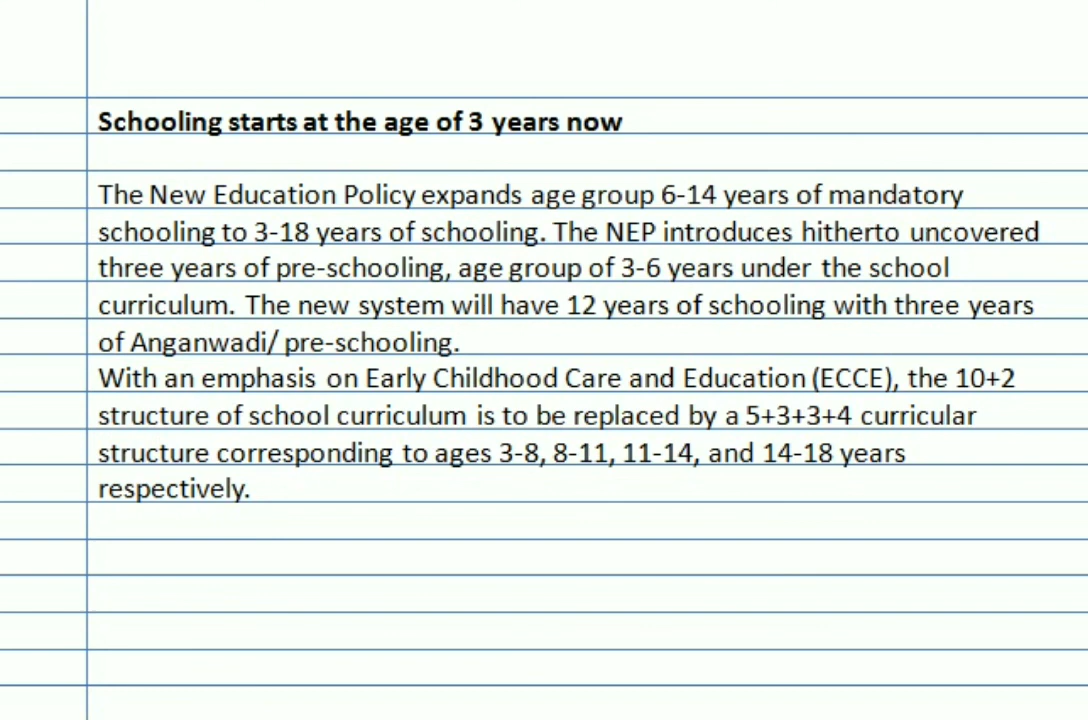 Schooling starts at the age of 3 years now
The New Education Policy expands age group 6-14 years of mandatory
schooling to 3-18 years of schooling. The NEP introduces hitherto uncovered
three years of pre-schooling, age group of 3-6 years under the school
curriculum. The new system will have 12 years of schooling with three years
of Anganwadi/ pre-schooling.
With an emphasis on Early Childhood Care and Education (ECCE), the 10+2
structure of school curriculum is to be replaced by a 5+3+3+4 curricular
structure corresponding to ages 3-8, 8-11, 11-14, and 14-18 years
respectively.